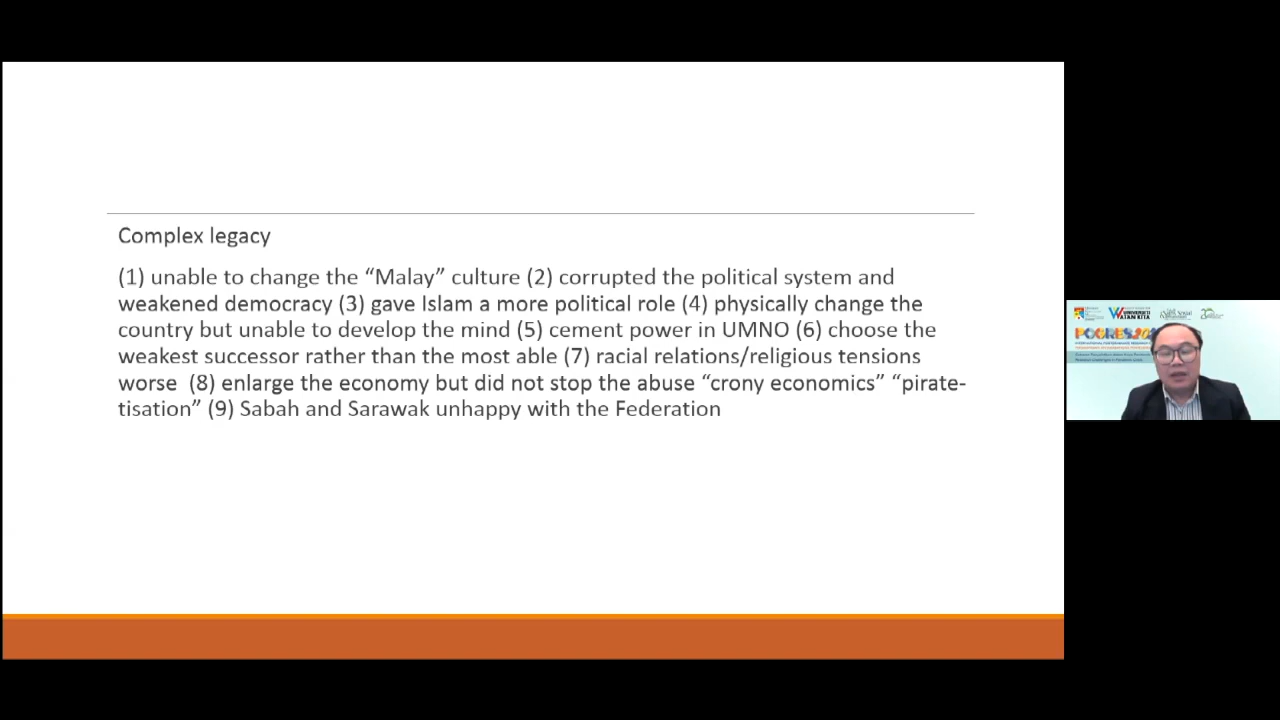 Complex legacy
(1) unable to change the “Malay” culture (2) corrupted the political system and
weakened democracy (3) gave Islam a more political role (4) physically change the
country but unable to develo the mind (5) cement power in UMNO (6) choose the
weakest successor rather than the most able (7) racial relations/religious tensions
worse (8) enlarge the economy but did not stop the abuse “crony economics” “pirate-
tisation” (9) Sabah and Sarawak unhappy with the Federation